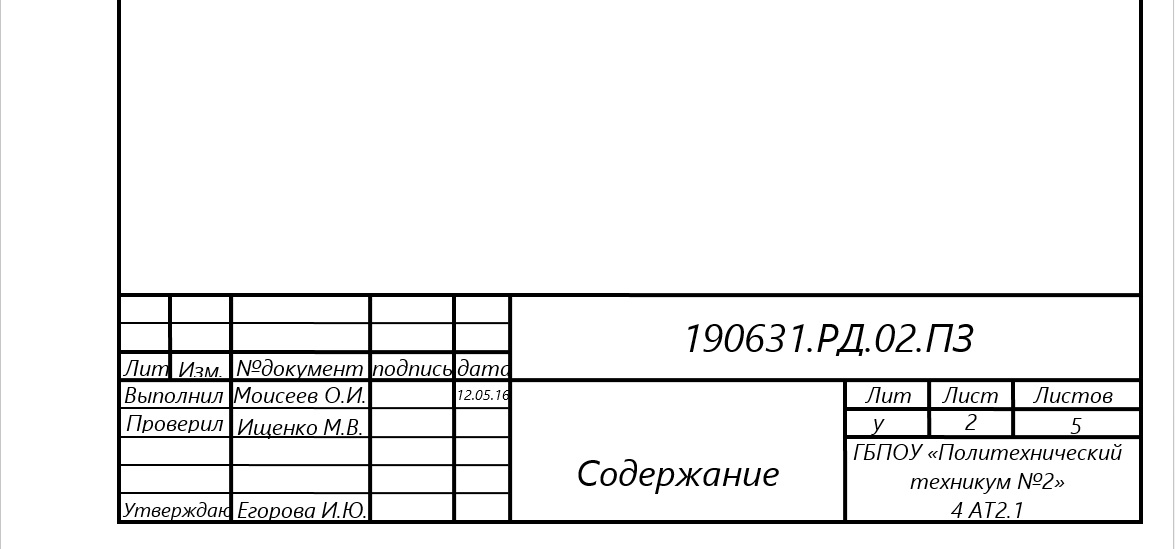 190631.РД.02.ПЗ
Лит Изм. №документ подпись дата
Выполнил Моисеев О.И. 12.05.16 Лит Лист Листов
Проверил Ищенко М.В. у 2 5
Содержание
ГБПОУ «Политехнический
техникум №2»
4 АТ2.1
Утверждаю Егорова И.Ю.